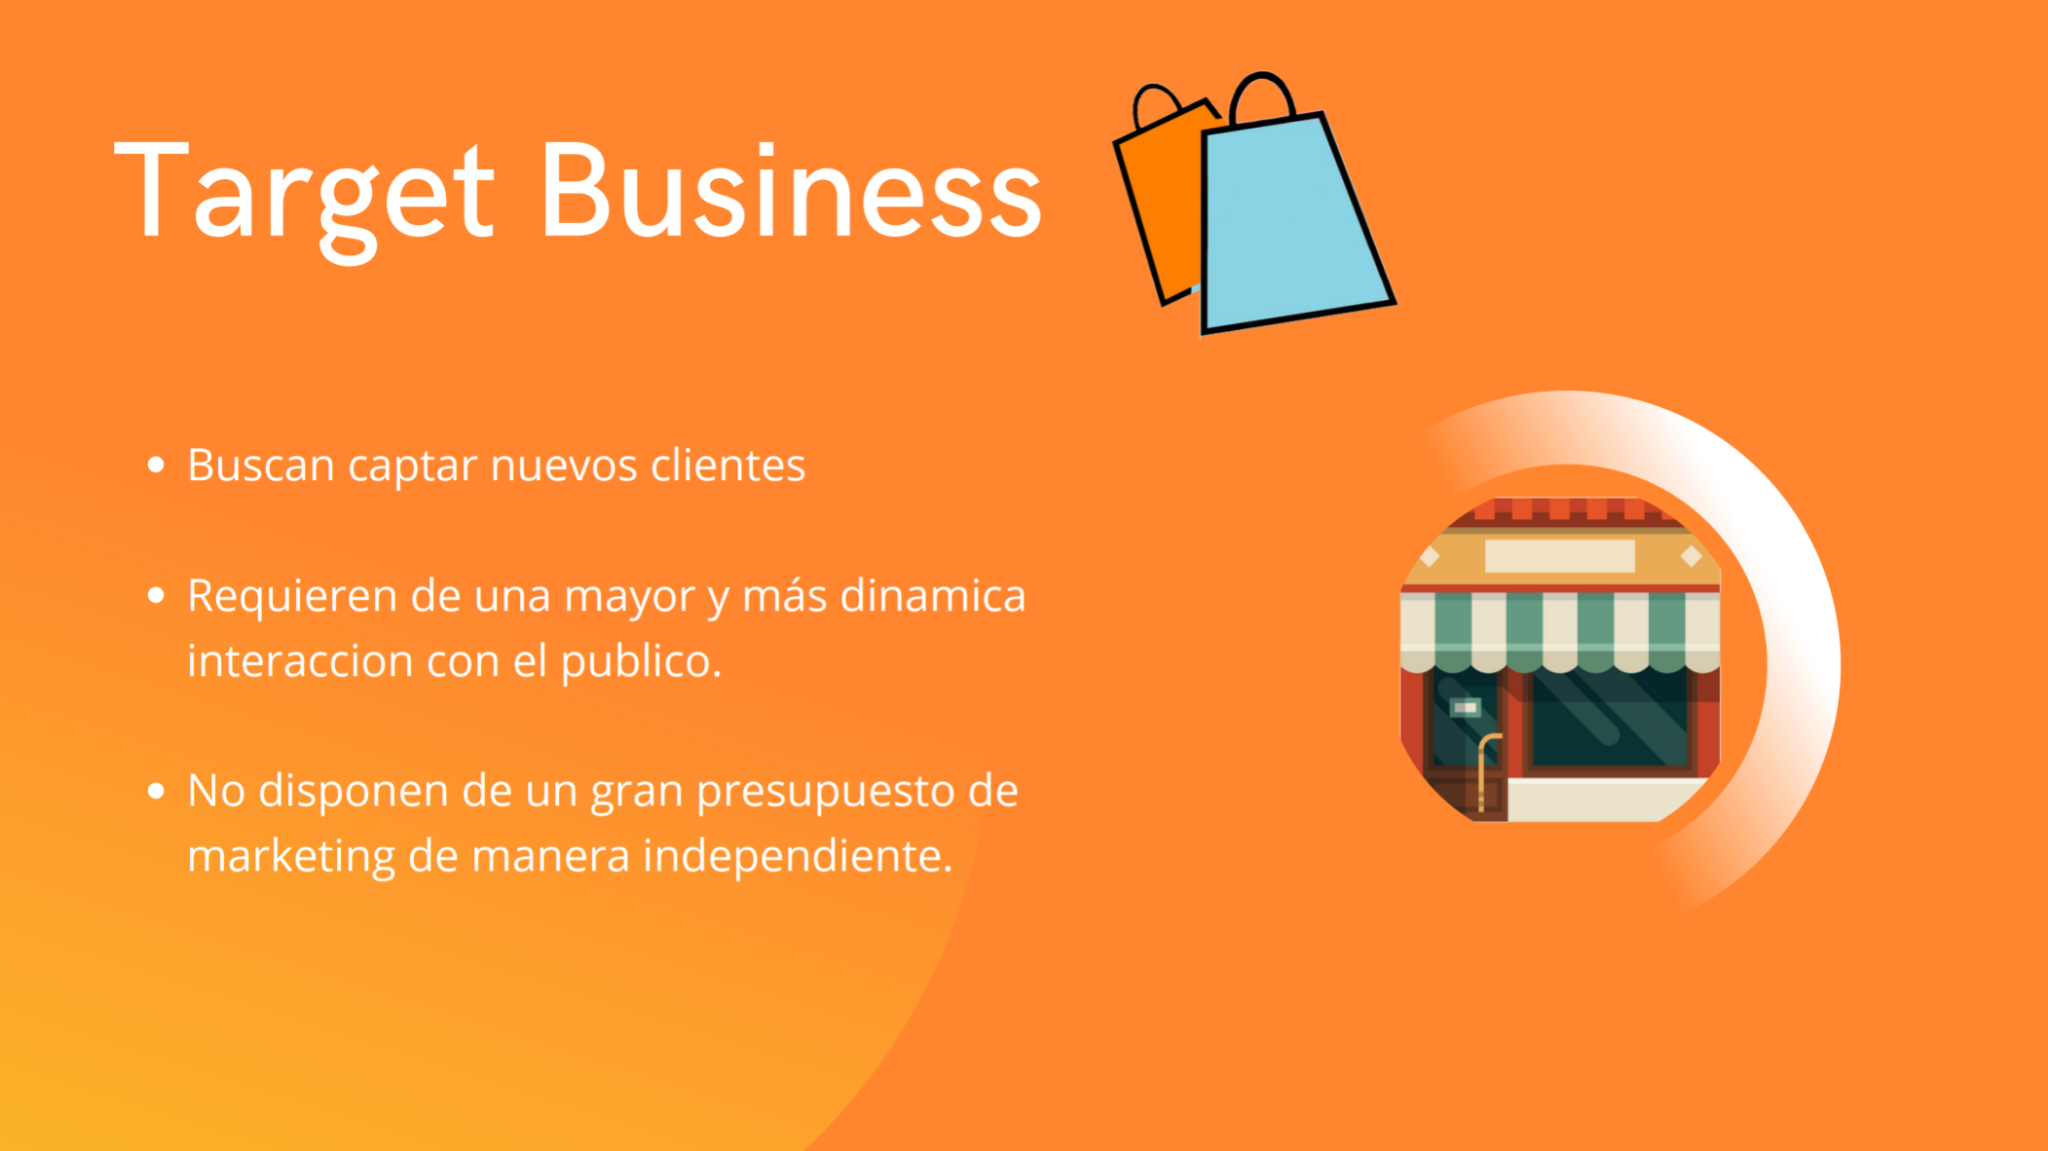 Target Business
Buscan captar nuevos clientes
Requieren de una mayor y más dinamica
interaccion con el publico.
No disponen de un gran presupuesto de
marketing de manera independiente.